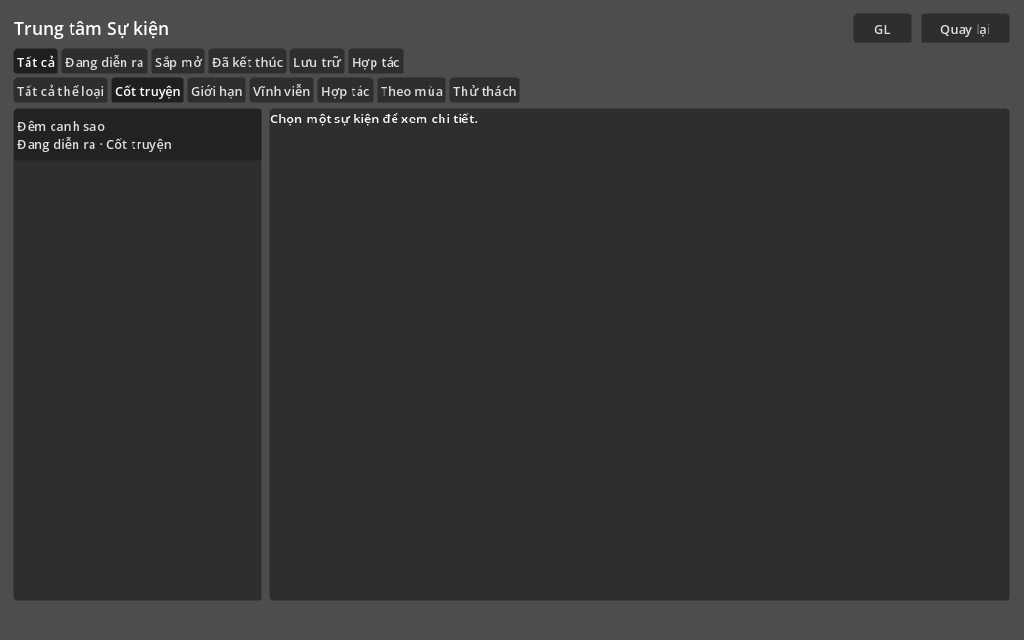 Trung tâm Sự kiện
GL
Quay lại
Tất cả Đang diễn ra Sắp mở Đã kết thúc Lưu trữ Hợp tác
Tất cả thể loại Cốt truyện Giới hạn Vĩnh viễn Hợp tác Theo mùa Thử thách
Đêm canh sao
Đang diễn ra · Cốt truyện
Chọn một sự kiện để xem chi tiết.